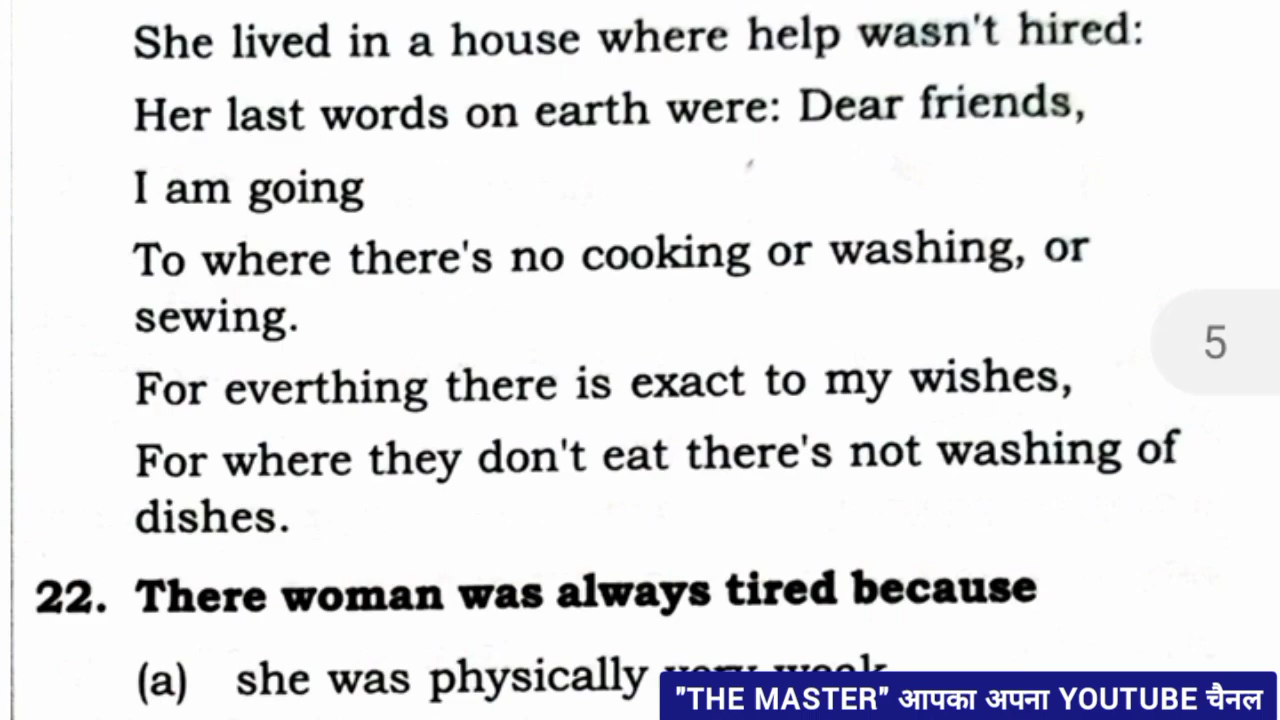 She lived in a house where help wasn't hired:
Her last words on earth were: Dear friends,
I am going
To where there's no cooking or washing, or
sewing.
For everthing there is exact to my wishes,
For where they don't eat there's not washing of
dishes.
5
22. There woman was always tired because
(a) she was physically very weak
"THE MASTER" आपका अपना YOUTUBE चैनल